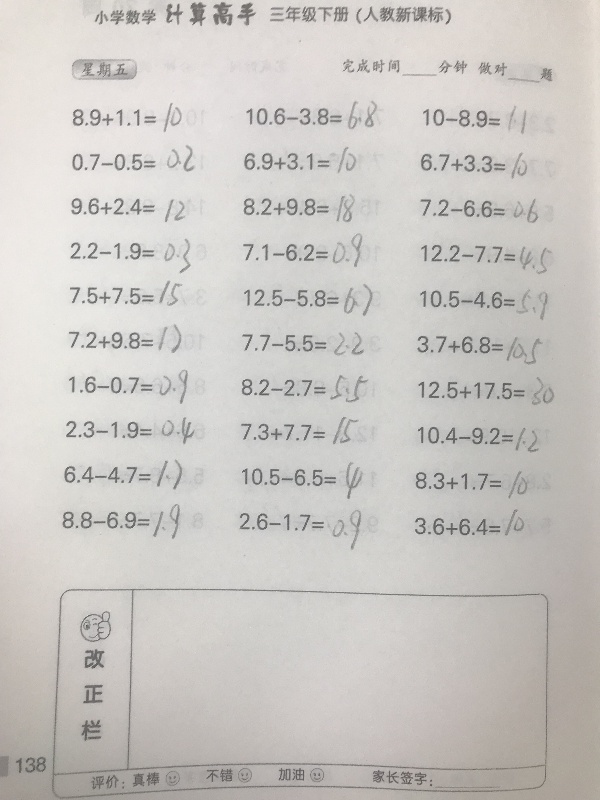 小学数学 计算高手 三年级下册（人教新课标）
星期五 完成时间____分钟 做对____题
8.9+1.1=10 10.6−3.8=6.8 10−8.9=1.1
0.7−0.5=0.2 6.9+3.1=10 6.7+3.3=10
9.6+2.4=12 8.2+9.8=18 7.2−6.6=0.6
2.2−1.9=0.3 7.1−6.2=0.9 12.2−7.7=4.5
7.5+7.5=15 12.5−5.8=6.7 10.5−4.6=5.9
7.2+9.8=17 7.7−5.5=2.2 3.7+6.8=10.5
1.6−0.7=0.9 8.2−2.7=5.5 12.5+17.5=30
2.3−1.9=0.4 7.3+7.7=15 10.4−9.2=1.2
6.4−4.7=1.7 10.5−6.5=4 8.3+1.7=10
8.8−6.9=1.9 2.6−1.7=0.9 3.6+6.4=10
改正栏
138
评价：真棒 不错 加油 家长签字：________